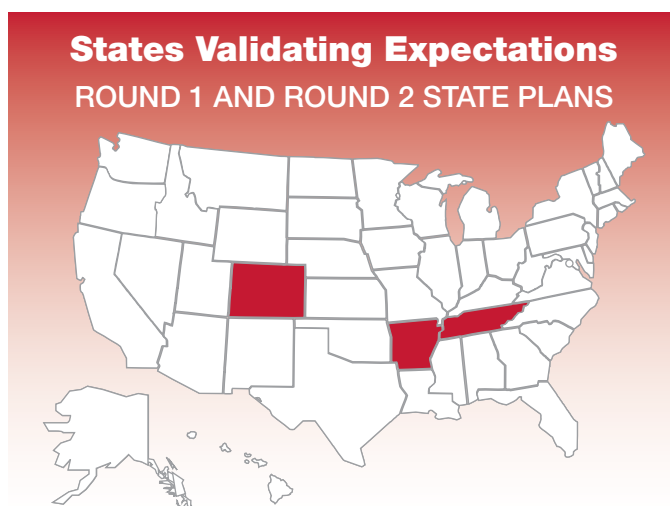 States Validating Expectations
ROUND 1 AND ROUND 2 STATE PLANS